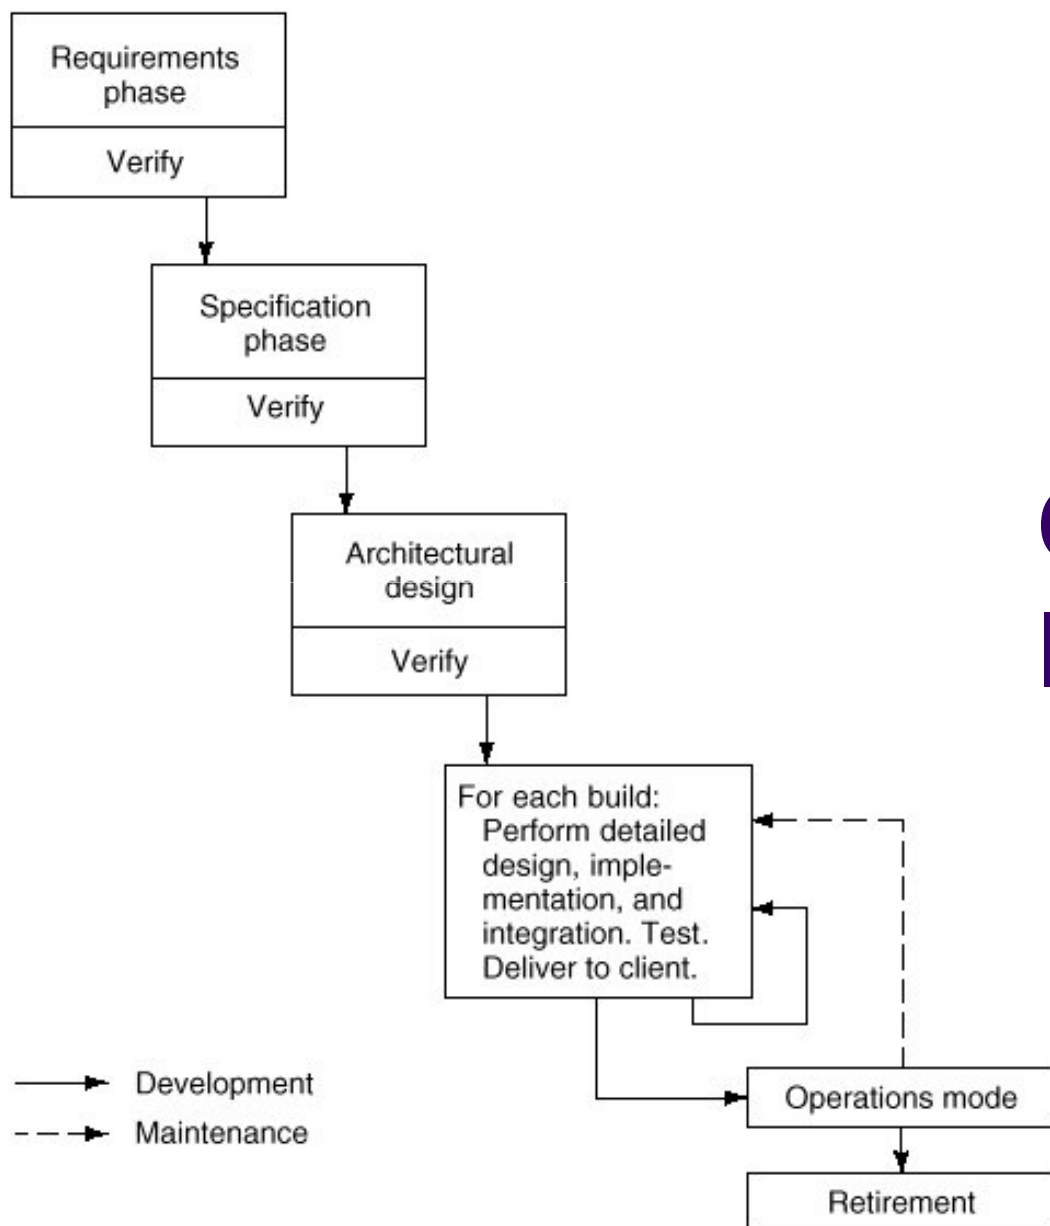 Requirements
phase
Verify
Specification
phase
Verify
Architectural
design
Verify
For each build:
Perform detailed
design, imple-
mentation, and
integration. Test.
Deliver to client.
Development
Maintenance
Operations mode
Retirement